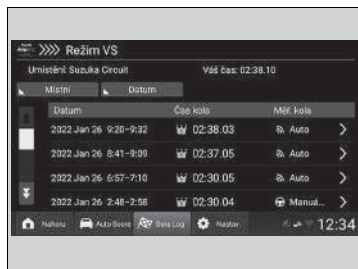 Režim VS
Umístění: Suzuka Circuit Váš čas: 02:38.10
Místní Datum
Datum Čas kola Měř. kola
2022 Jan 26 9:20-9:32 02:38.03 Auto
2022 Jan 26 8:41-9:09 02:37.05 Auto
2022 Jan 26 6:57-7:10 02:30.05 Auto
2022 Jan 26 2:48-2:58 02:30.04 Manuá...
Nahoru Auto Score Data Log Nastav. 12:34